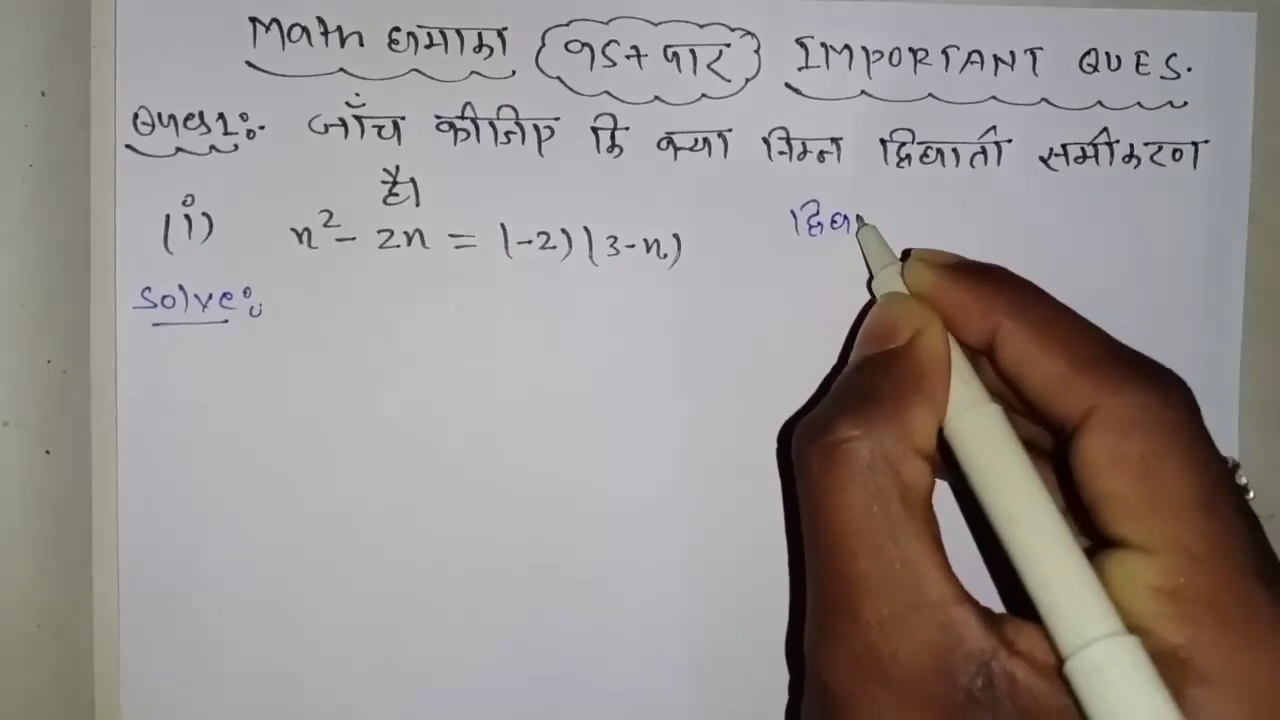 Math धमाका 95+ पार IMPORTANT QUES.
Ques1:- जाँच कीजिए कि क्या निम्न द्विघाती समीकरण
है।
(i) x² - 2x = (-2)(3-x) द्विघा
Solve: